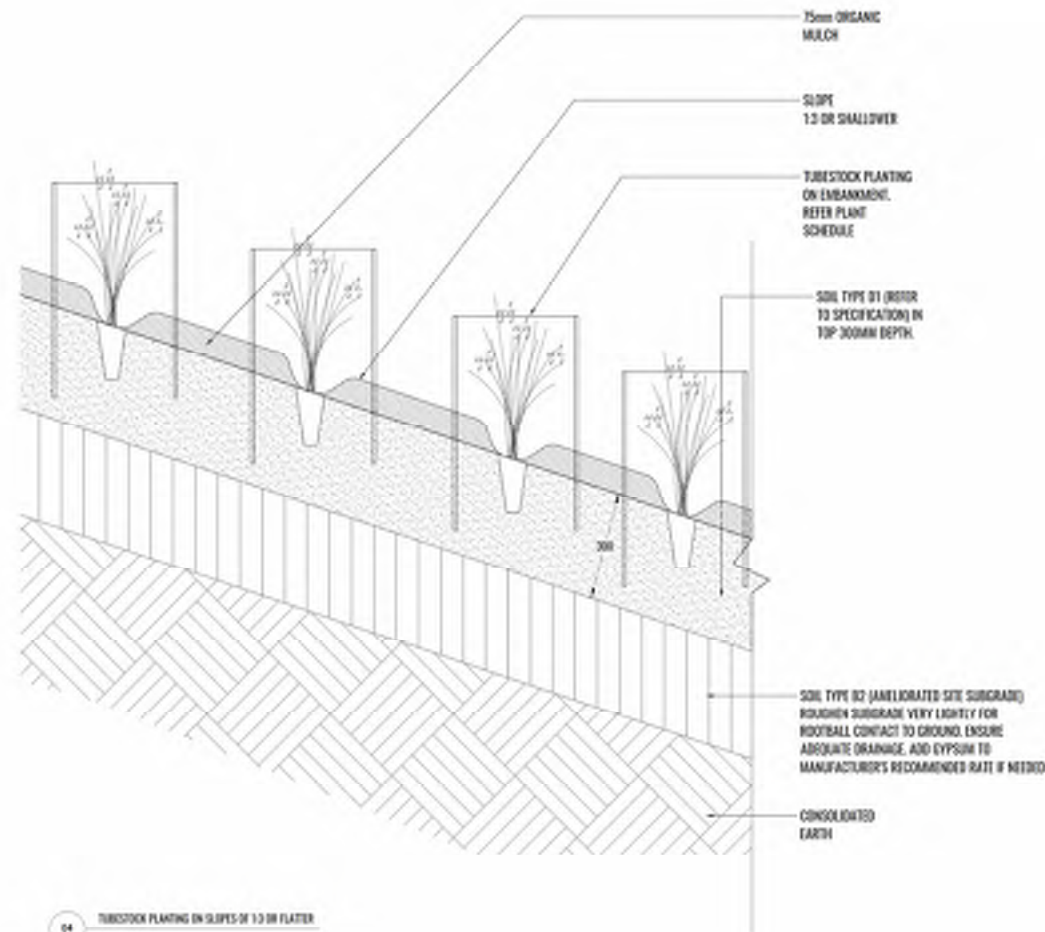 75mm ORGANIC
MULCH
SLOPE
1:3 OR SHALLOWER
TUBESTOCK PLANTING
ON EMBANKMENT.
REFER PLANT
SCHEDULE
SOIL TYPE D1 (REFER
TO SPECIFICATION) IN
TOP 300MM DEPTH.
300
SOIL TYPE B2 (AMELIORATED SITE SUBGRADE)
ROUGHEN SUBGRADE VERY LIGHTLY FOR
ROOTBALL CONTACT TO GROUND. ENSURE
ADEQUATE DRAINAGE. ADD GYPSUM TO
MANUFACTURER'S RECOMMENDED RATE IF NEEDED
CONSOLIDATED
EARTH
04
TUBESTOCK PLANTING ON SLOPES OF 1:3 OR FLATTER